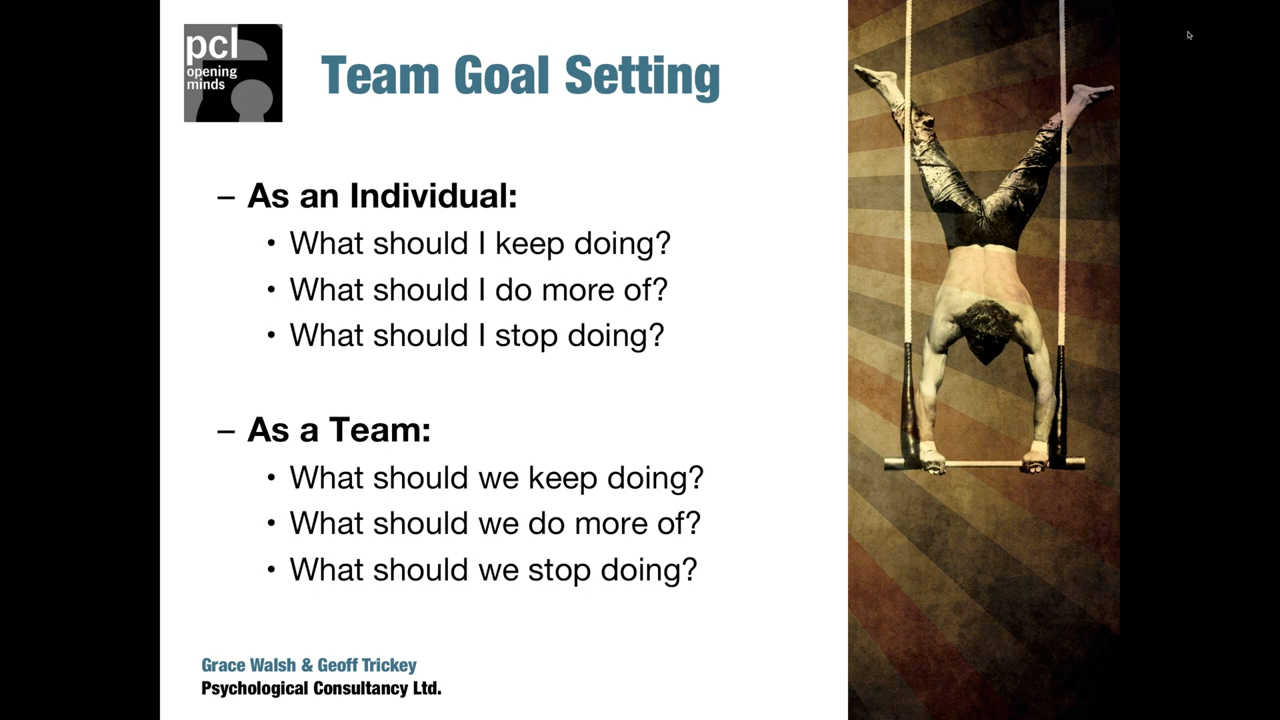 pcl
opening
minds
Team Goal Setting
– As an Individual:
• What should I keep doing?
• What should I do more of?
• What should I stop doing?
– As a Team:
• What should we keep doing?
• What should we do more of?
• What should we stop doing?
Grace Walsh & Geoff Trickey
Psychological Consultancy Ltd.